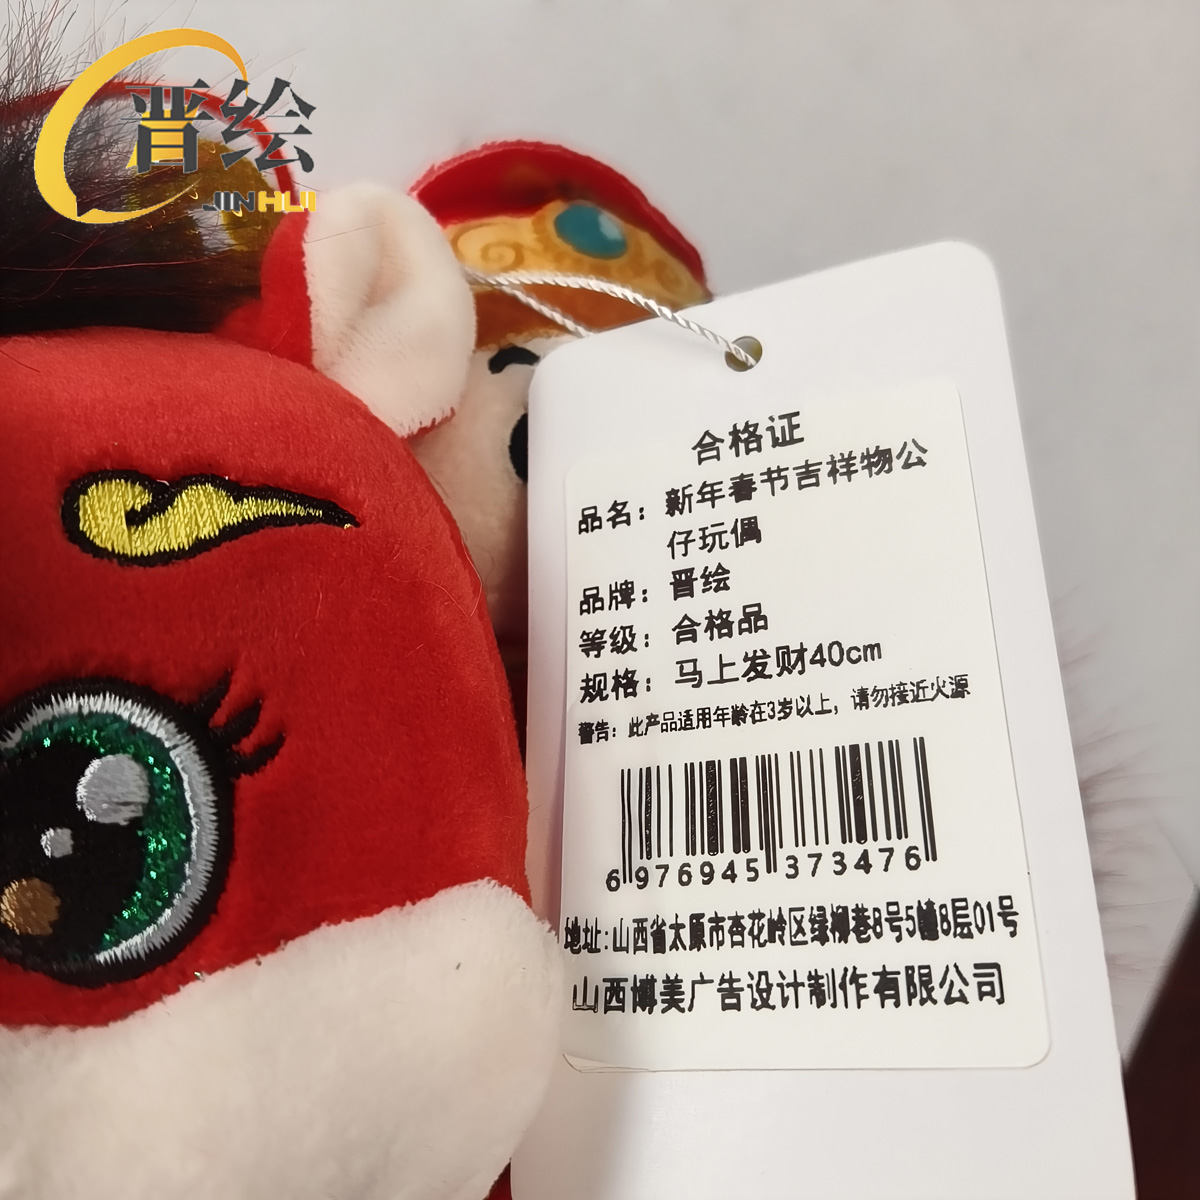 晋绘
JINHUI
合格证
品名：新年春节吉祥物公
仔玩偶
品牌：晋绘
等级：合格品
规格：马上发财40cm
警告：此产品适用年龄在3岁以上，请勿接近火源
6 976945 373476
地址:山西省太原市杏花岭区绿柳巷8号5幢8层01号
山西博美广告设计制作有限公司